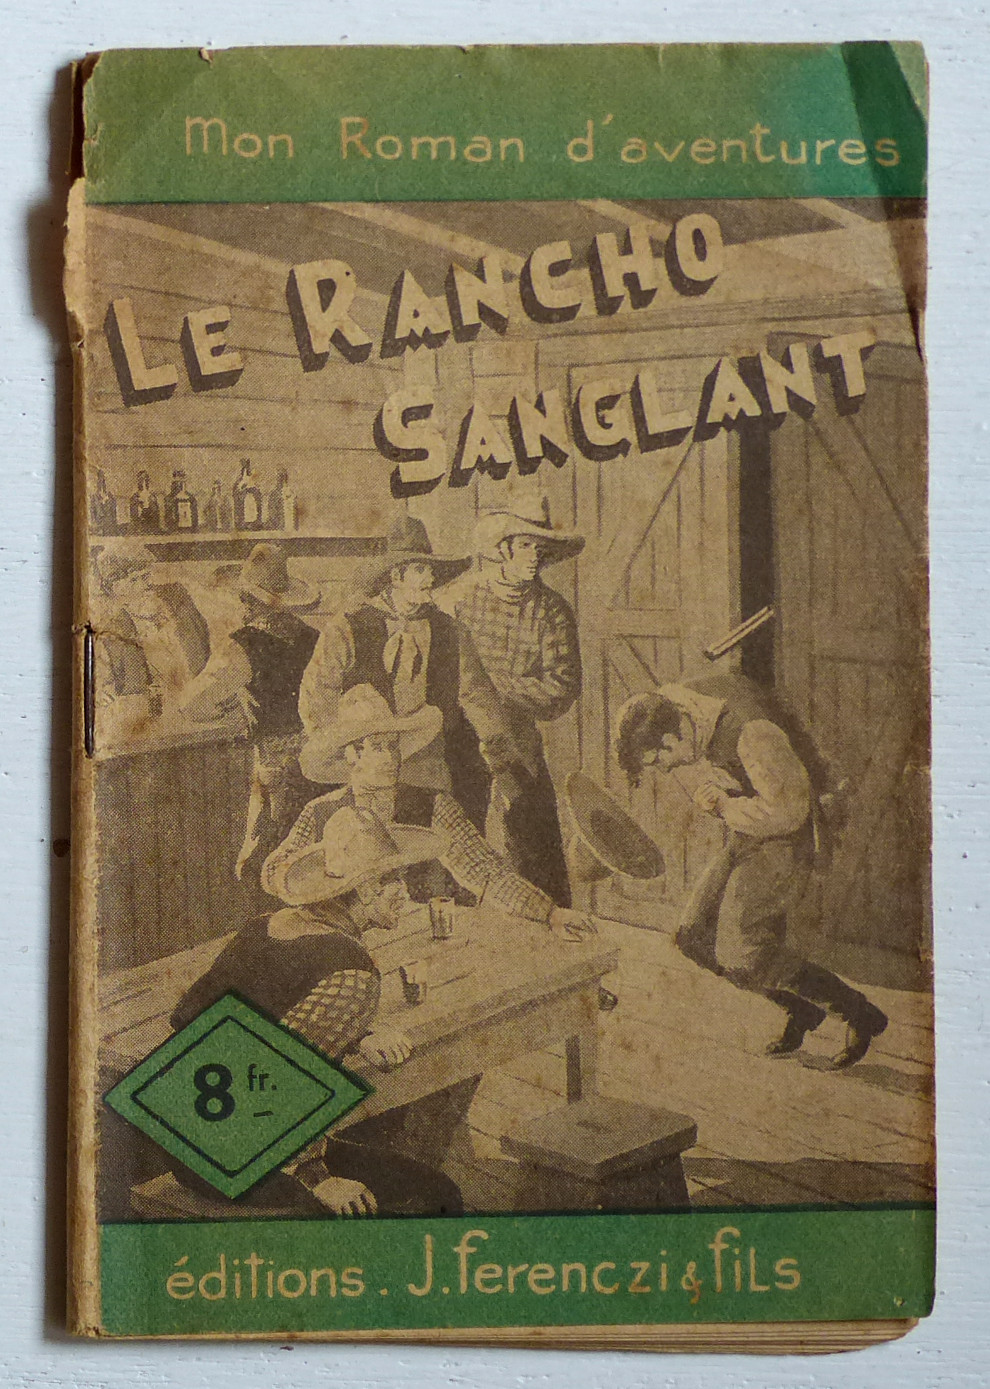 Mon Roman d'aventures
LE RANCHO
SANGLANT
8 fr.
éditions. J. Ferenczi & fils